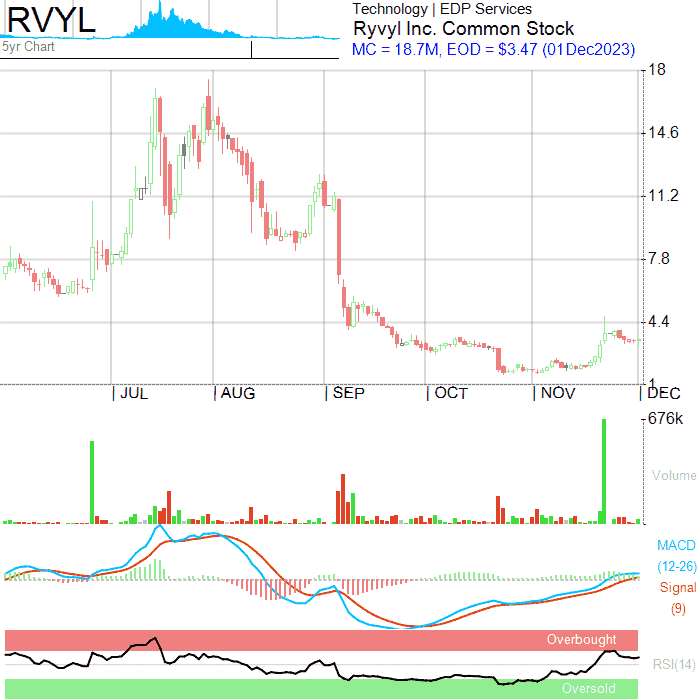 RVYL
5yr Chart
Technology | EDP Services
Ryvyl Inc. Common Stock
MC = 18.7M, EOD = $3.47 (01Dec2023)
18
14.6
11.2
7.8
4.4
1
JUL AUG SEP OCT NOV DEC
676k
Volume
MACD
(12-26)
Signal
(9)
Overbought
RSI(14)
Oversold